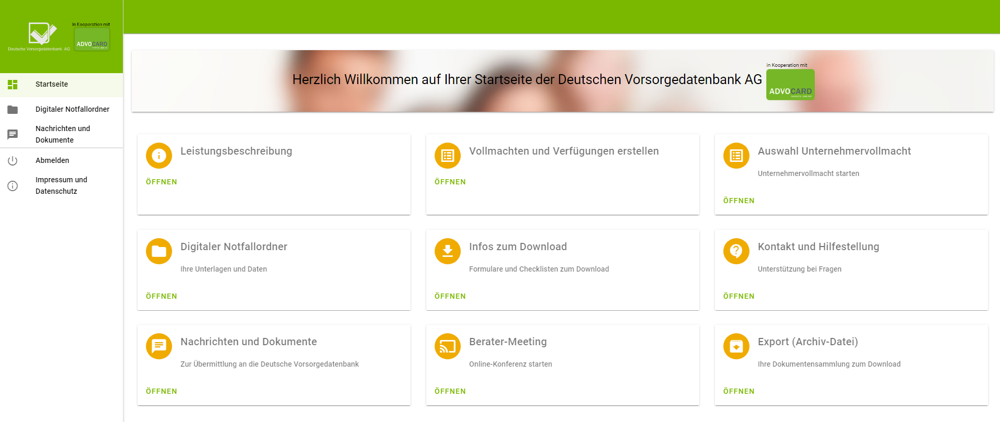 In Kooperation mit
ADVOCARD
Deutsche Vorsorgedatenbank AG
Startseite
Digitaler Notfallordner
Nachrichten und
Dokumente
Abmelden
Impressum und
Datenschutz
in Kooperation mit
Herzlich Willkommen auf Ihrer Startseite der Deutschen Vorsorgedatenbank AG
ADVOCARD
ANWALTS LIEBLING
Leistungsbeschreibung
ÖFFNEN
Vollmachten und Verfügungen erstellen
ÖFFNEN
Auswahl Unternehmervollmacht
Unternehmervollmacht starten
ÖFFNEN
Digitaler Notfallordner
Ihre Unterlagen und Daten
ÖFFNEN
Infos zum Download
Formulare und Checklisten zum Download
ÖFFNEN
Kontakt und Hilfestellung
Unterstützung bei Fragen
ÖFFNEN
Nachrichten und Dokumente
Zur Übermittlung an die Deutsche Vorsorgedatenbank
ÖFFNEN
Berater-Meeting
Online-Konferenz starten
ÖFFNEN
Export (Archiv-Datei)
Ihre Dokumentensammlung zum Download
ÖFFNEN